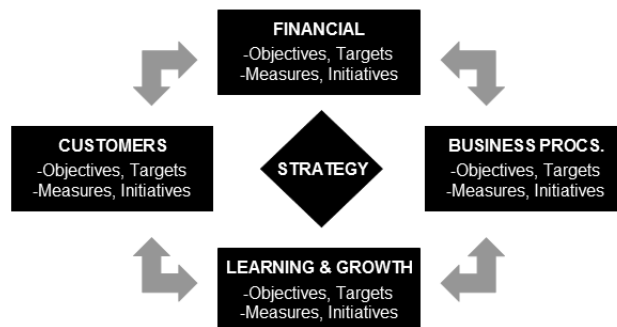 FINANCIAL
-Objectives, Targets
-Measures, Initiatives
CUSTOMERS
-Objectives, Targets
-Measures, Initiatives
STRATEGY
BUSINESS PROCS.
-Objectives, Targets
-Measures, Initiatives
LEARNING & GROWTH
-Objectives, Targets
-Measures, Initiatives